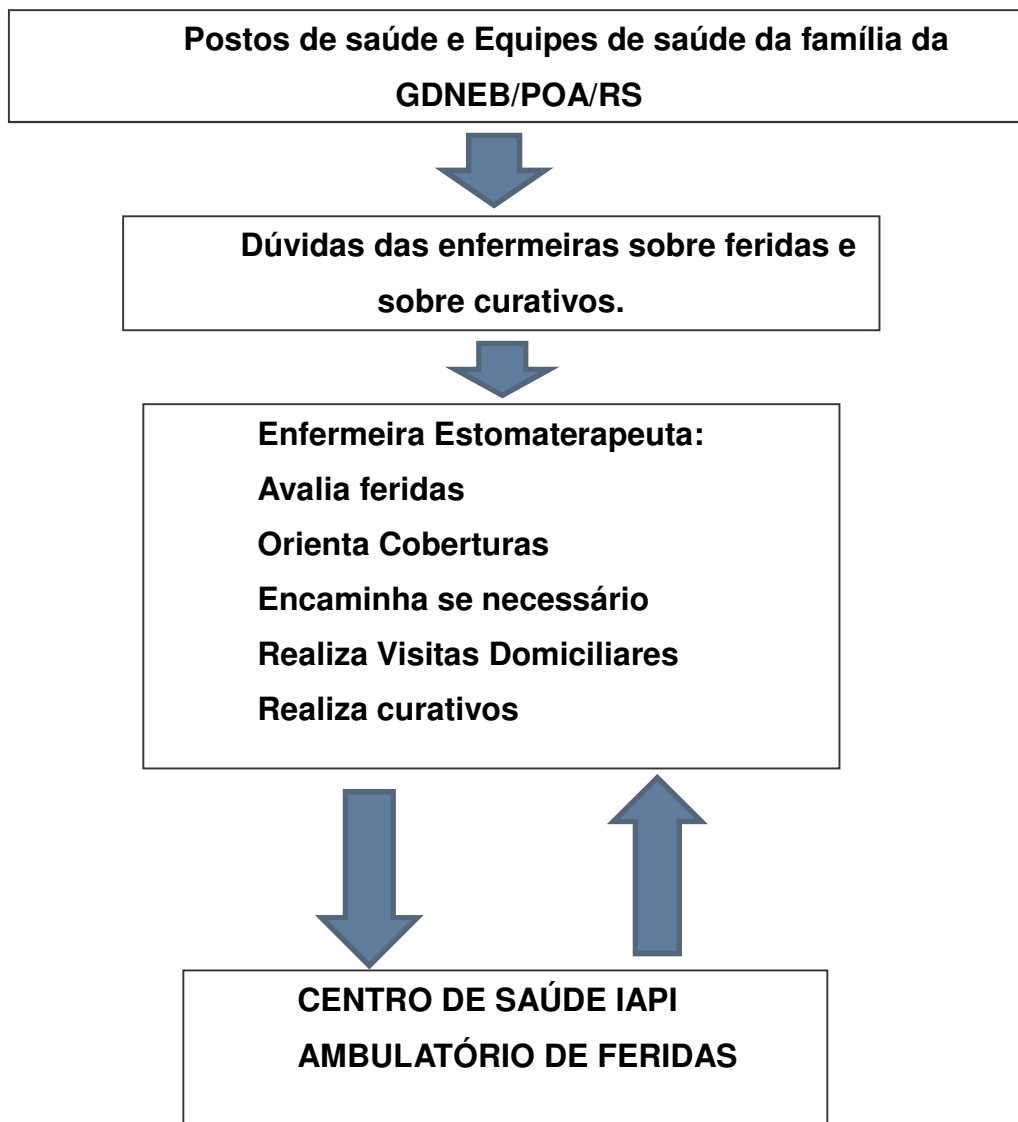 Postos de saúde e Equipes de saúde da família da
GDNEB/POA/RS
Dúvidas das enfermeiras sobre feridas e
sobre curativos.
Enfermeira Estomaterapeuta:
Avalia feridas
Orienta Coberturas
Encaminha se necessário
Realiza Visitas Domiciliares
Realiza curativos
CENTRO DE SAÚDE IAPI
AMBULATÓRIO DE FERIDAS